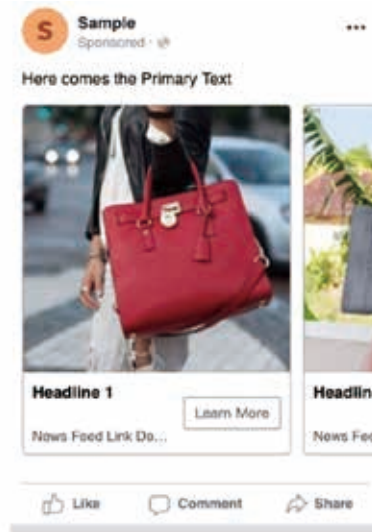 S
Sample
Sponsored ·
Here comes the Primary Text
Headline 1
Learn More
News Feed Link De...
Headlin
News Fee
Like
Comment
Share